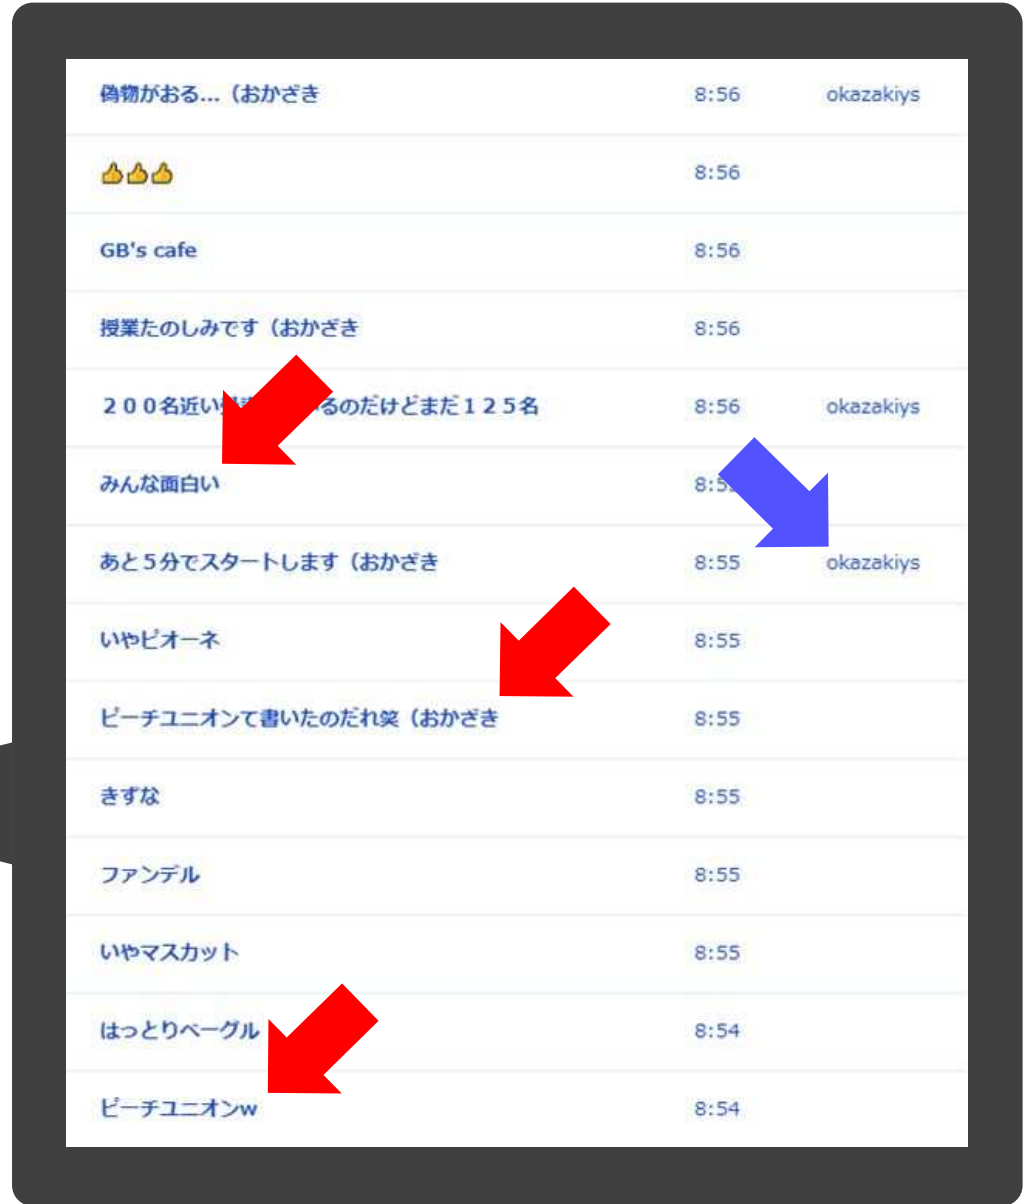 偽物がおる...（おかざき 8:56 okazakiys
👍👍👍 8:56
GB's cafe 8:56
授業たのしみです（おかざき 8:56
２００名近い るのだけどまだ１２５名 8:56 okazakiys
みんな面白い
あと５分でスタートします（おかざき 8:55 okazakiys
いやピオーネ 8:55
ピーチユニオンて書いたのだれ笑（おかざき 8:55
きずな 8:55
ファンデル 8:55
いやマスカット 8:55
はっとりベーグル 8:54
ピーチユニオンw 8:54